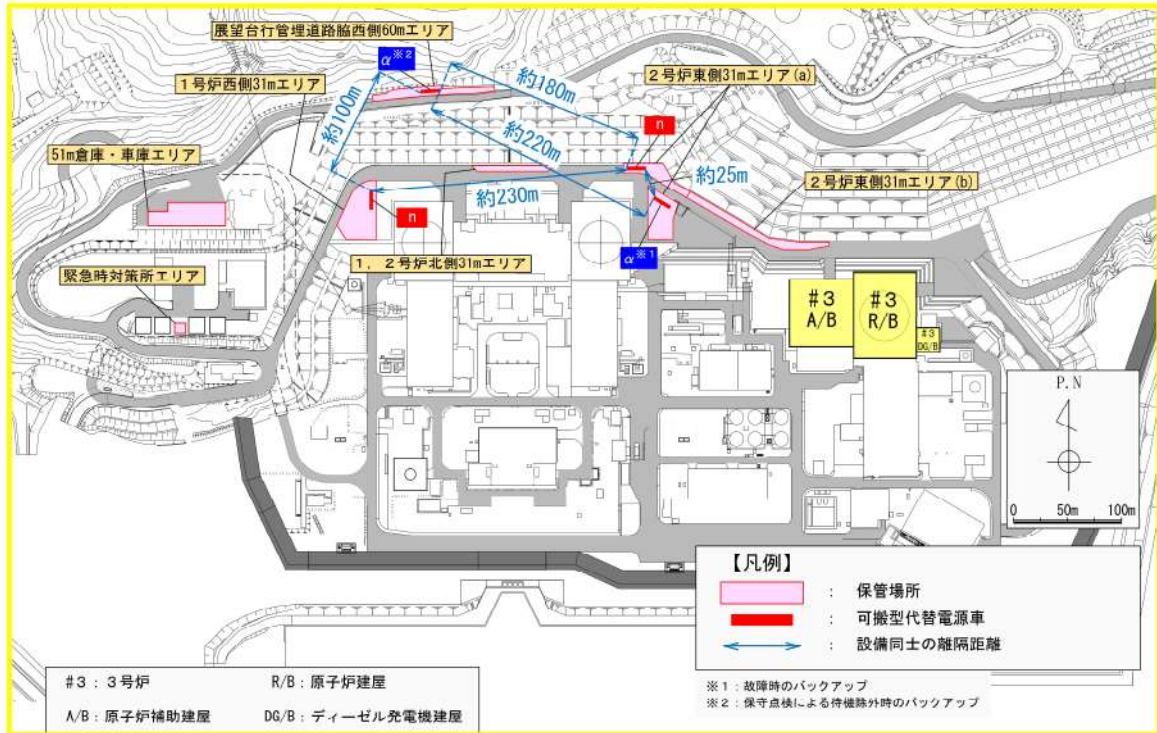 展望台行管理道路脇西側60mエリア
α※2
1号炉西側31mエリア
約100m
約180m
2号炉東側31mエリア(a)
n
約220m
51m倉庫・車庫エリア
約25m
2号炉東側31mエリア(b)
約230m
n
α※1
1，2号炉北側31mエリア
緊急時対策所エリア
#3
A/B
#3
R/B
#3
DG/B
P.N
0 50m 100m
【凡例】
： 保管場所
： 可搬型代替電源車
： 設備同士の離隔距離
#3：3号炉 R/B：原子炉建屋
A/B：原子炉補助建屋 DG/B：ディーゼル発電機建屋
※1：故障時のバックアップ
※2：保守点検による待機除外時のバックアップ